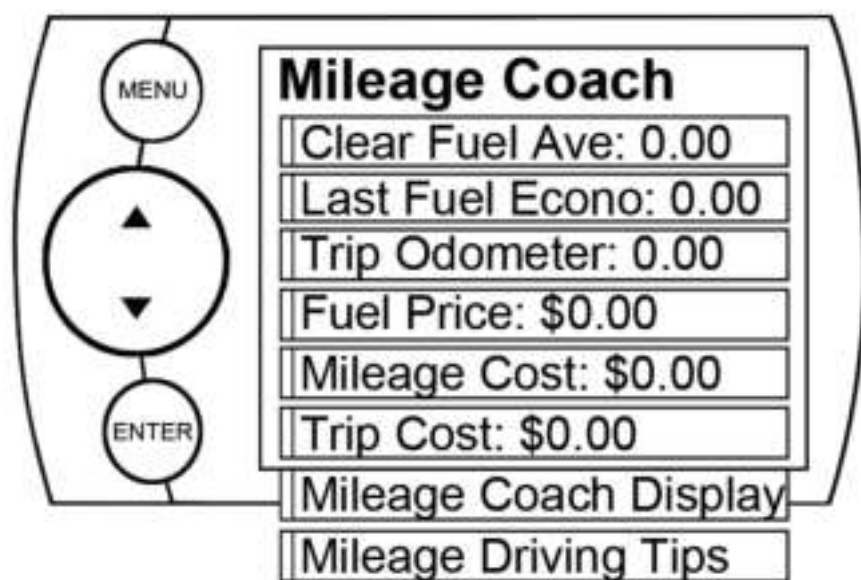 MENU
Mileage Coach
Clear Fuel Ave: 0.00
Last Fuel Econo: 0.00
Trip Odometer: 0.00
Fuel Price: $0.00
Mileage Cost: $0.00
ENTER
Trip Cost: $0.00
Mileage Coach Display
Mileage Driving Tips